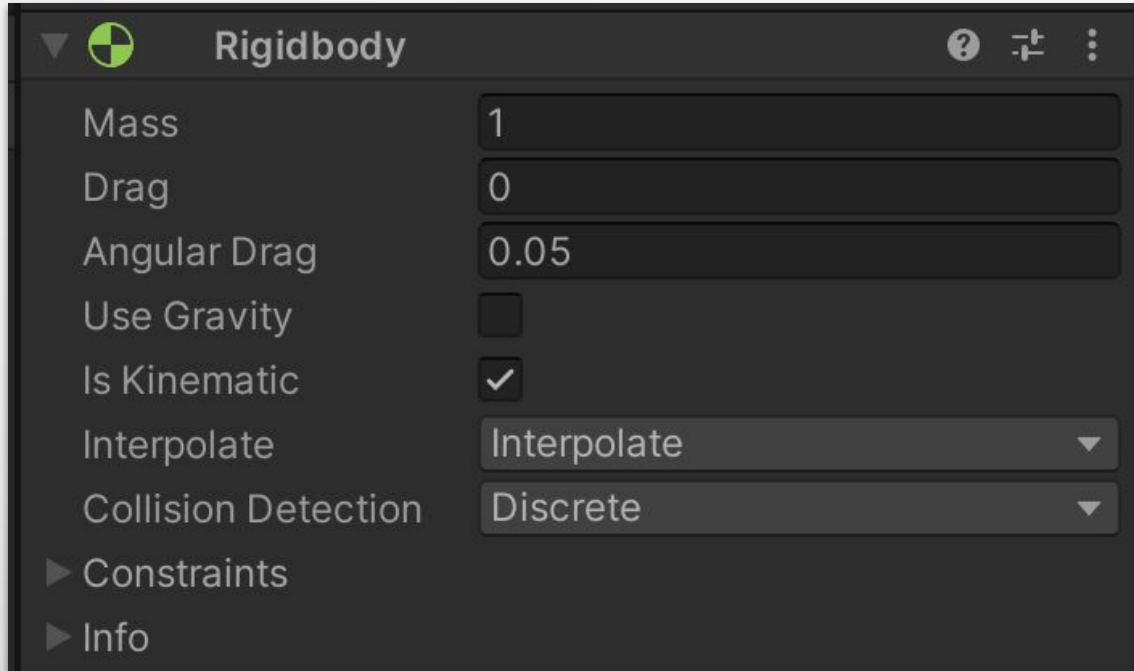 Rigidbody
Mass 1
Drag 0
Angular Drag 0.05
Use Gravity
Is Kinematic
Interpolate Interpolate
Collision Detection Discrete
Constraints
Info